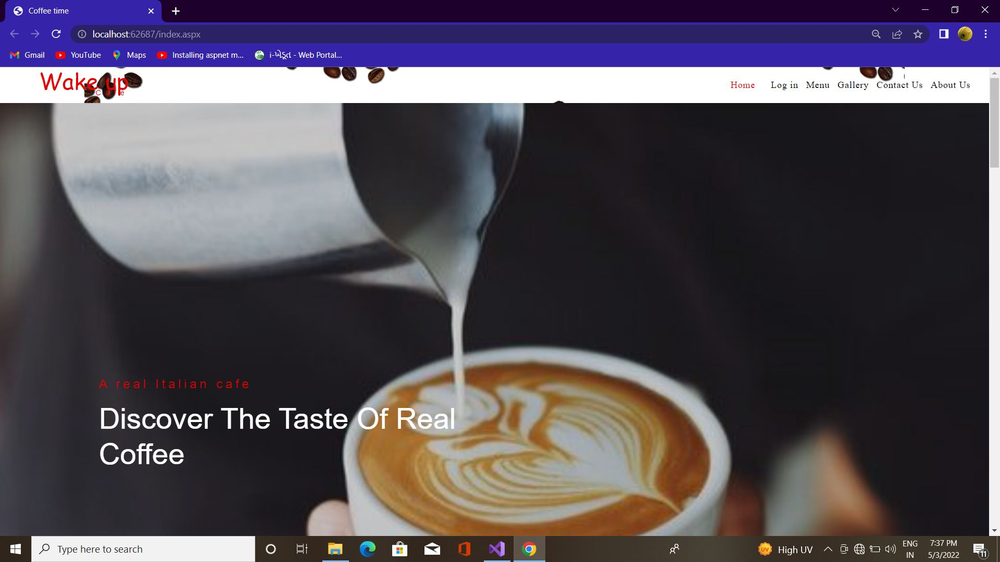 Coffee time
localhost:62687/index.aspx
Gmail YouTube Maps Installing aspnet m... i-ખેડૂત - Web Portal...
Wake up
Cafe
Home Log in Menu Gallery Contact Us About Us
A real Italian cafe
Discover The Taste Of Real
Coffee
Type here to search
UV High UV
ENG
IN
7:37 PM
5/3/2022
11